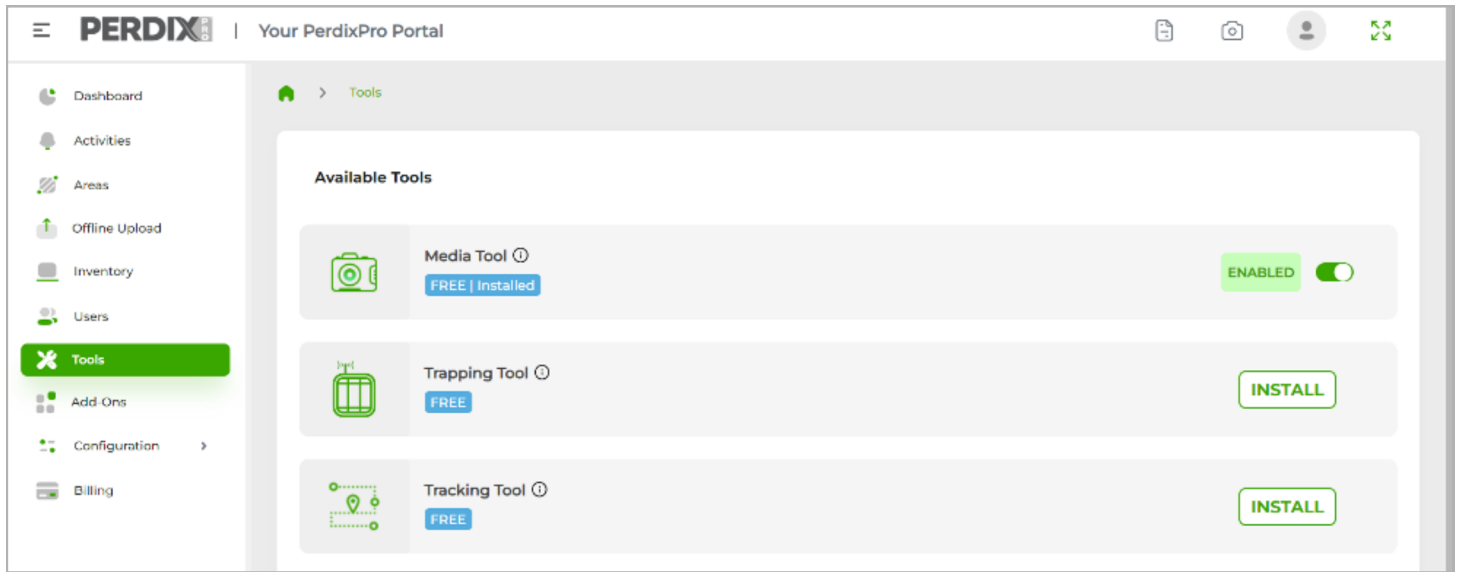 PERDIX PRO | Your PerdixPro Portal
Dashboard
Activities
Areas
Offline Upload
Inventory
Users
Tools
Add-Ons
Configuration >
Billing
> Tools
Available Tools
Media Tool
FREE | Installed
ENABLED
Trapping Tool
FREE
INSTALL
Tracking Tool
FREE
INSTALL